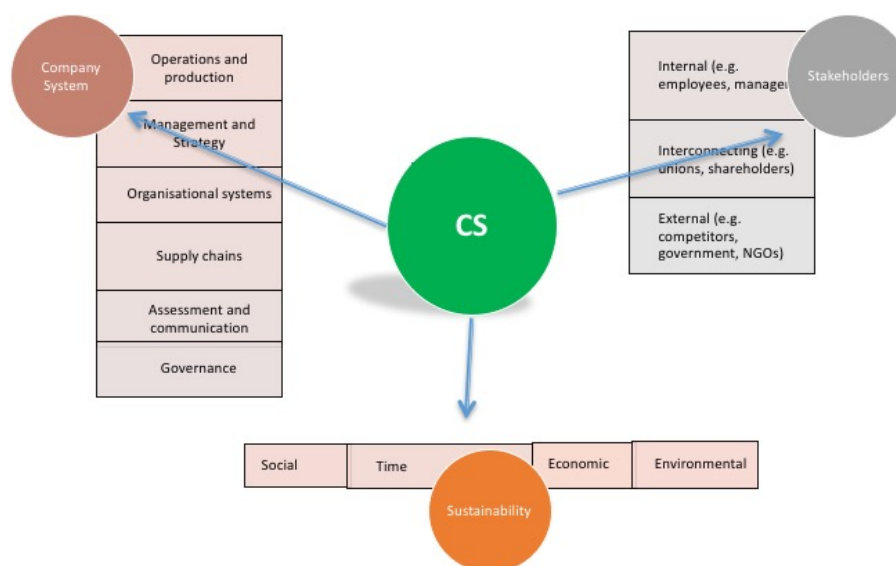 Company
System
Operations and
production
Management and
Strategy
Organisational systems
Supply chains
Assessment and
communication
Governance
CS
Internal (e.g.
employees, manager
Stakeholders
Interconnecting (e.g.
unions, shareholders)
External (e.g.
competitors,
government, NGOs)
Social
Time
Economic
Environmental
Sustainability